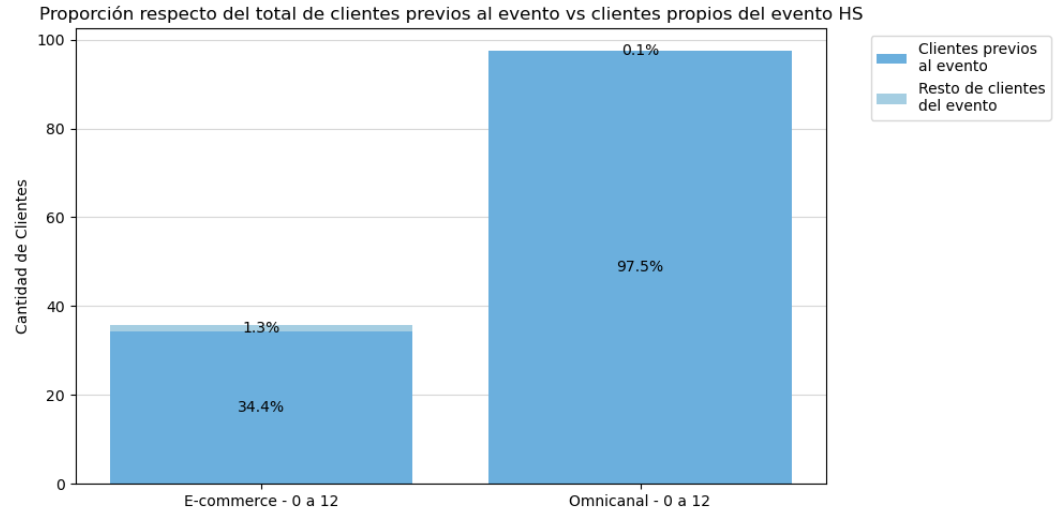 Proporción respecto del total de clientes previos al evento vs clientes propios del evento HS
Cantidad de Clientes
100
80
60
40
20
0
0.1%
97.5%
1.3%
34.4%
E-commerce - 0 a 12
Omnicanal - 0 a 12
Clientes previos
al evento
Resto de clientes
del evento